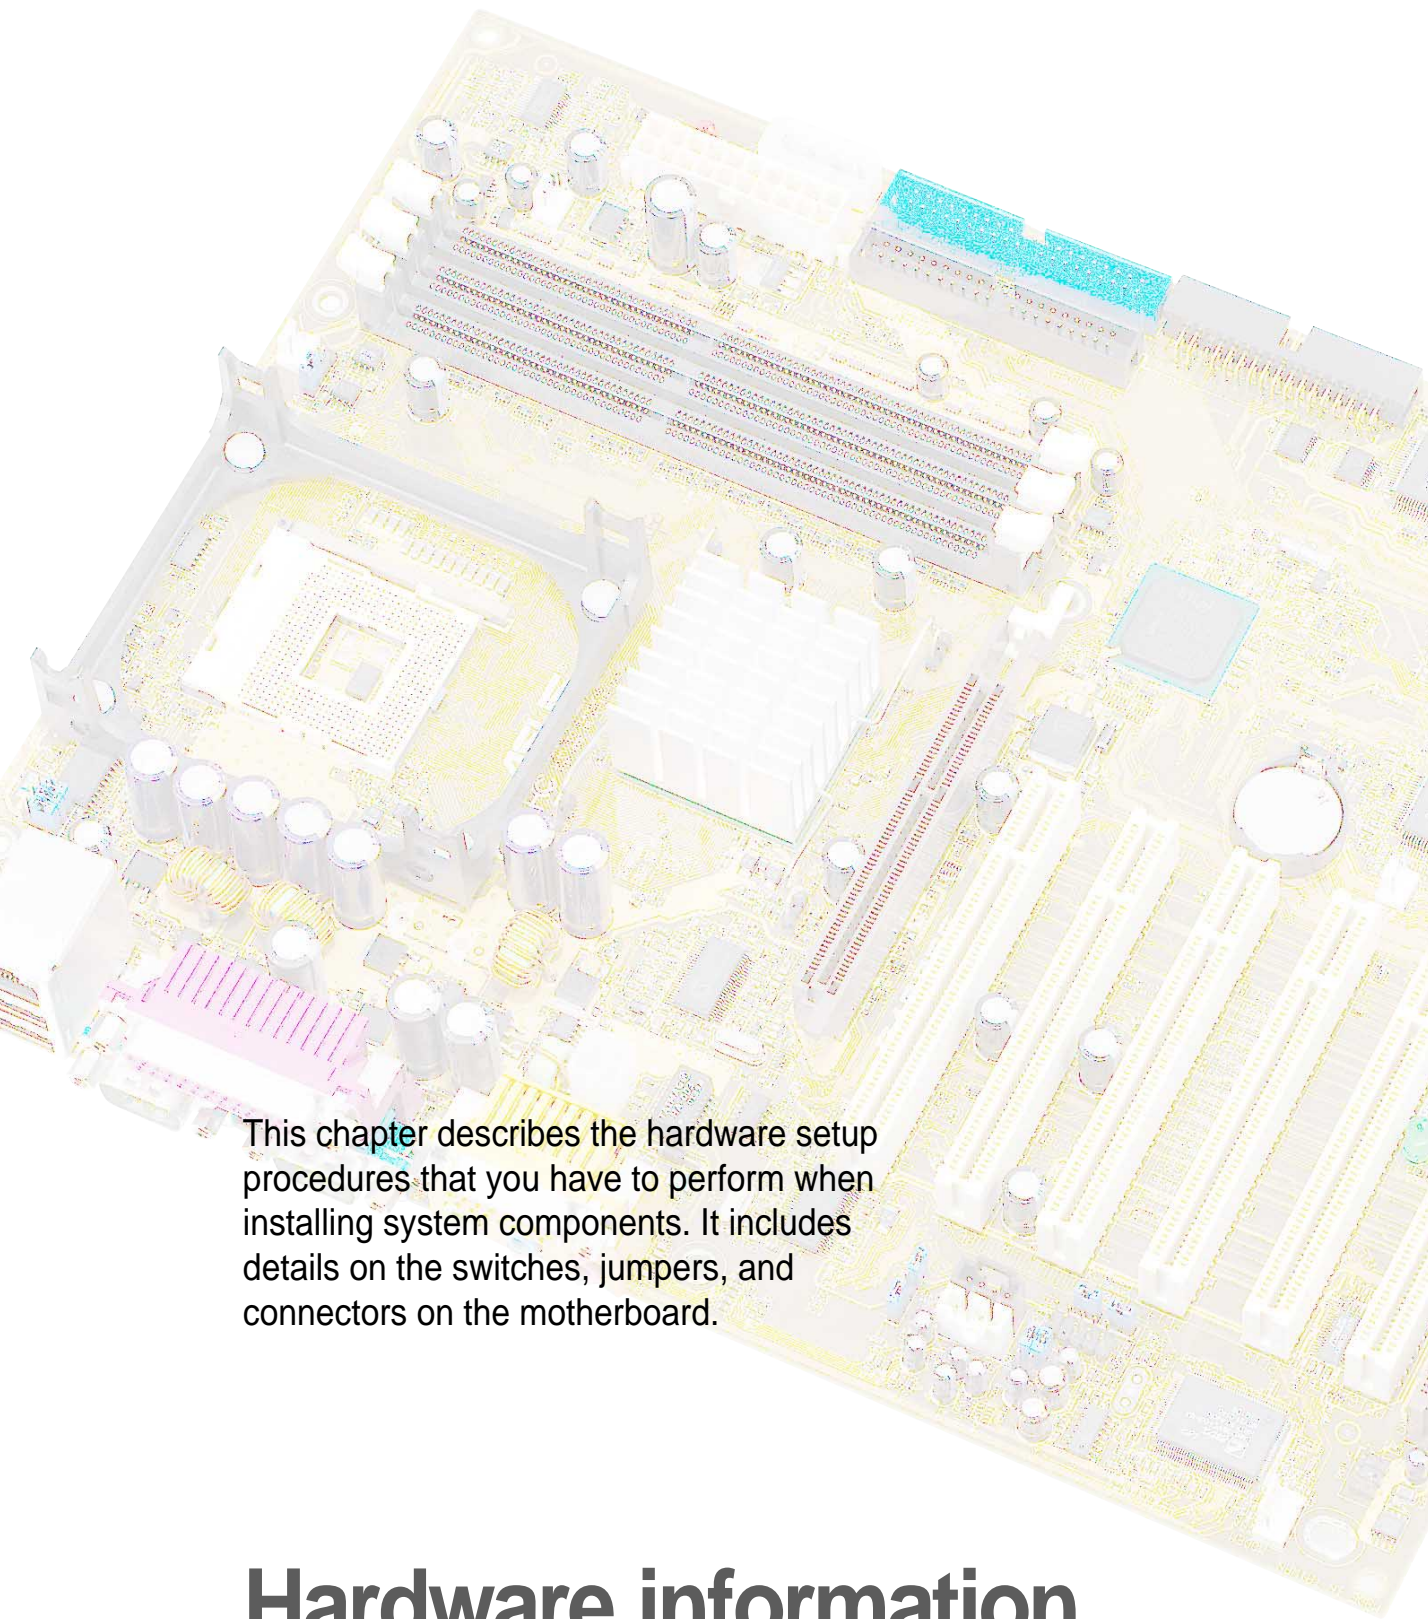 This chapter describes the hardware setup
procedures that you have to perform when
installing system components. It includes
details on the switches, jumpers, and
connectors on the motherboard.
Hardware information